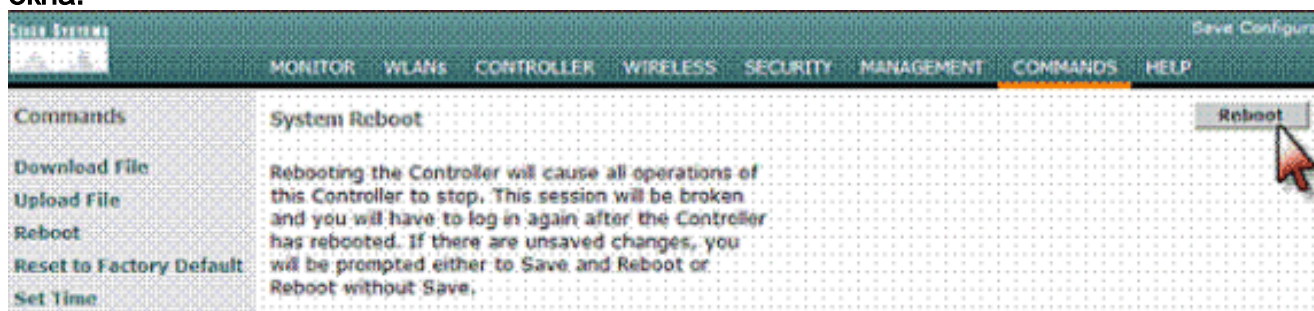 окна.
CISCO SYSTEMS
Save Configur
MONITOR WLANs CONTROLLER WIRELESS SECURITY MANAGEMENT COMMANDS HELP
Commands
System Reboot
Reboot
Download File
Upload File
Reboot
Reset to Factory Default
Set Time
Rebooting the Controller will cause all operations of
this Controller to stop. This session will be broken
and you will have to log in again after the Controller
has rebooted. If there are unsaved changes, you
will be prompted either to Save and Reboot or
Reboot without Save.